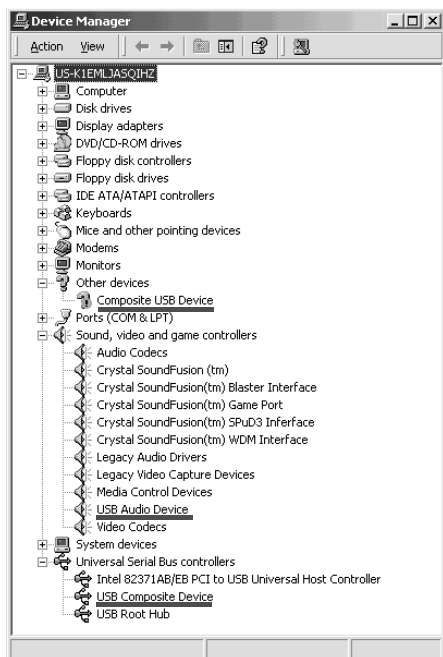 Device Manager
Action View
US-K1EMLJASQIHZ
Computer
Disk drives
Display adapters
DVD/CD-ROM drives
Floppy disk controllers
Floppy disk drives
IDE ATA/ATAPI controllers
Keyboards
Mice and other pointing devices
Modems
Monitors
Other devices
Composite USB Device
Ports (COM & LPT)
Sound, video and game controllers
Audio Codecs
Crystal SoundFusion (tm)
Crystal SoundFusion(tm) Blaster Interface
Crystal SoundFusion(tm) Game Port
Crystal SoundFusion(tm) SPuD3 Inferface
Crystal SoundFusion(tm) WDM Interface
Legacy Audio Drivers
Legacy Video Capture Devices
Media Control Devices
USB Audio Device
Video Codecs
System devices
Universal Serial Bus controllers
Intel 82371AB/EB PCI to USB Universal Host Controller
USB Composite Device
USB Root Hub